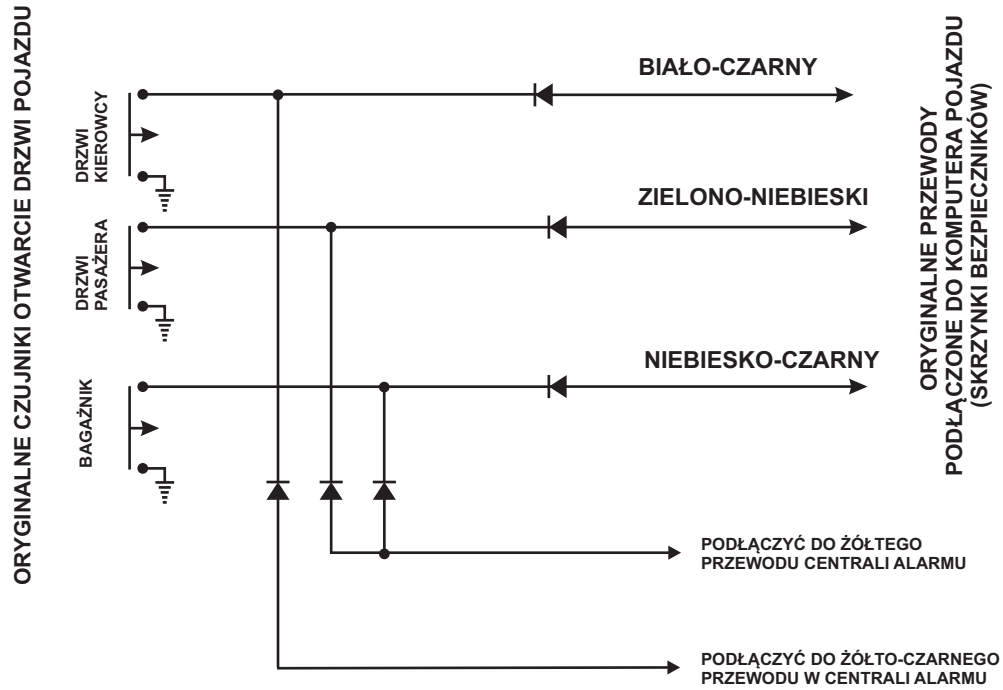 ORYGINALNE CZUJNIKI OTWARCIE DRZWI POJAZDU
DRZWI
KIEROWCY
DRZWI
PASAŻERA
BAGAŻNIK
BIAŁO-CZARNY
ZIELONO-NIEBIESKI
NIEBIESKO-CZARNY
ORYGINALNE PRZEWODY
PODŁĄCZONE DO KOMPUTERA POJAZDU
(SKRZYNKI BEZPIECZNIKÓW)
PODŁĄCZYĆ DO ŻÓŁTEGO
PRZEWODU CENTRALI ALARMU
PODŁĄCZYĆ DO ŻÓŁTO-CZARNEGO
PRZEWODU W CENTRALI ALARMU